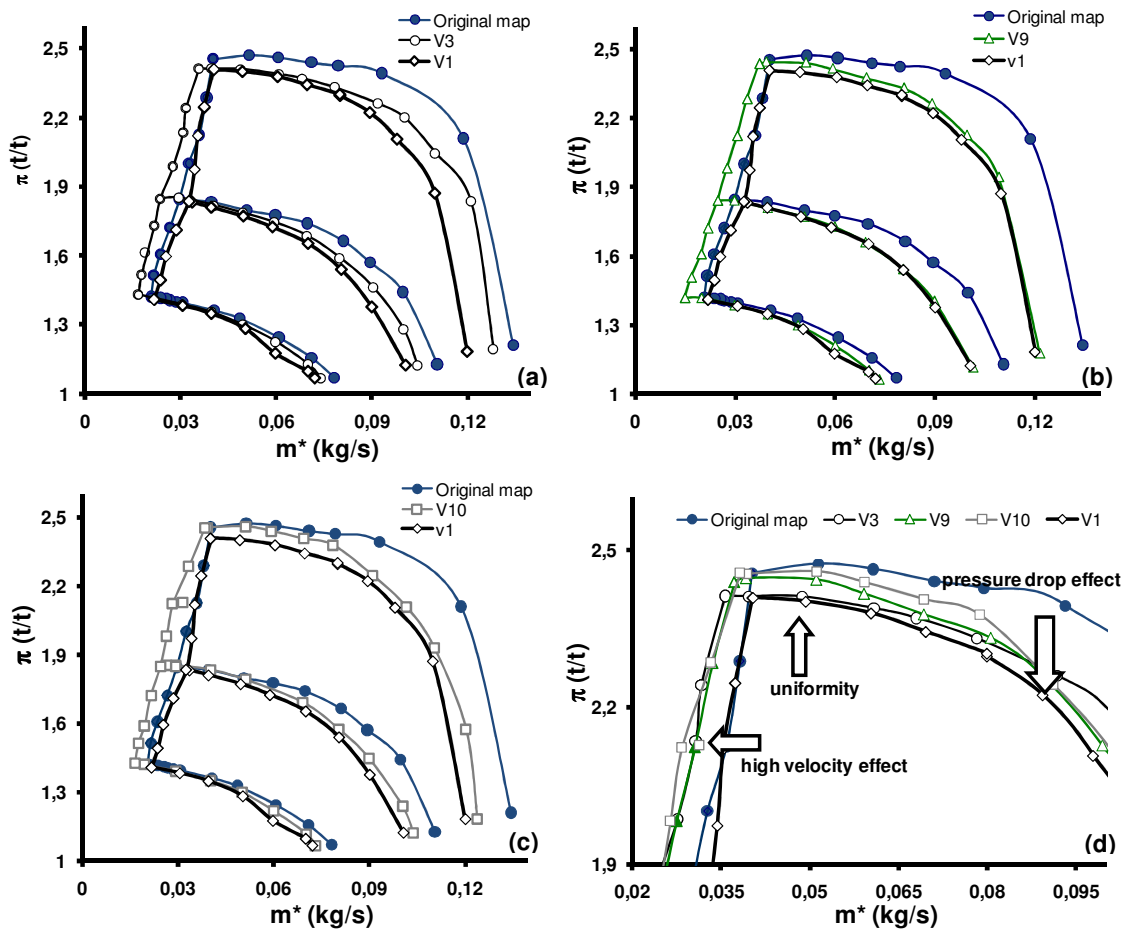 Original map
V3
V1
π (t/t)
2,5
2,2
1,9
1,6
1,3
1
0
0,03
0,06
0,09
0,12
m* (kg/s)
(a)
Original map
V9
v1
π (t/t)
2,5
2,2
1,9
1,6
1,3
1
0
0,03
0,06
0,09
0,12
m* (kg/s)
(b)
Original map
V10
v1
π (t/t)
2,5
2,2
1,9
1,6
1,3
1
0
0,03
0,06
0,09
0,12
m* (kg/s)
(c)
Original map V3 V9 V10 V1
π (t/t)
2,5
2,2
1,9
pressure drop effect
uniformity
high velocity effect
0,02
0,035
0,05
0,065
0,08
0,095
m* (kg/s)
(d)